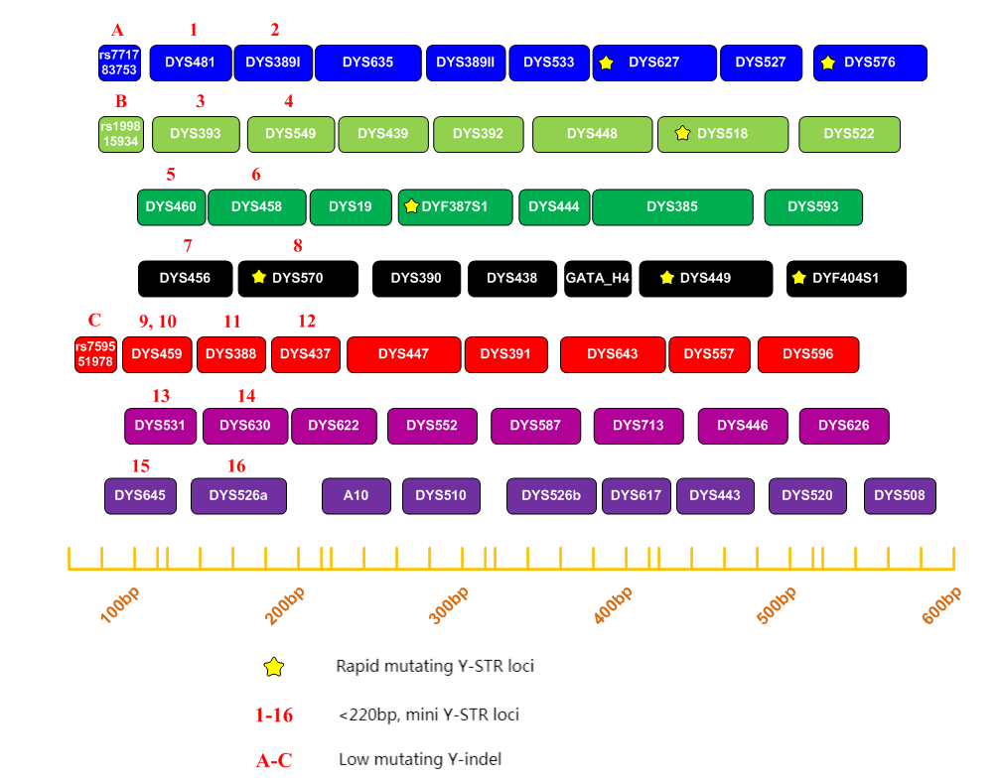 A 1 2
rs7717
83753
DYS481 DYS389I DYS635 DYS389II DYS533 DYS627 DYS527 DYS576
B 3 4
rs1998
15934
DYS393 DYS549 DYS439 DYS392 DYS448 DYS518 DYS522
5 6
DYS460 DYS458 DYS19 DYF387S1 DYS444 DYS385 DYS593
7 8
DYS456 DYS570 DYS390 DYS438 GATA_H4 DYS449 DYF404S1
C 9, 10 11 12
rs7595
51978
DYS459 DYS388 DYS437 DYS447 DYS391 DYS643 DYS557 DYS596
13 14
DYS531 DYS630 DYS622 DYS552 DYS587 DYS713 DYS446 DYS626
15 16
DYS645 DYS526a A10 DYS510 DYS526b DYS617 DYS443 DYS520 DYS508
100bp 200bp 300bp 400bp 500bp 600bp
Rapid mutating Y-STR loci
1-16 <220bp, mini Y-STR loci
A-C Low mutating Y-indel